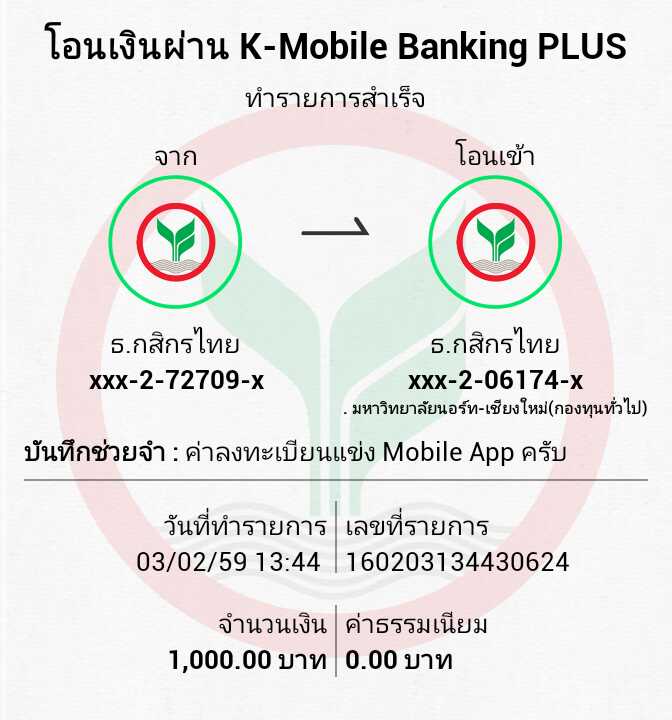 โอนเงินผ่าน K-Mobile Banking PLUS
ทำรายการสำเร็จ
จาก
โอนเข้า
ธ.กสิกรไทย
xxx-2-72709-x
ธ.กสิกรไทย
xxx-2-06174-x
. มหาวิทยาลัยนอร์ท-เชียงใหม่(กองทุนทั่วไป)
บันทึกช่วยจำ : ค่าลงทะเบียนแข่ง Mobile App ครับ
วันที่ทำรายการ
03/02/59 13:44
เลขที่รายการ
160203134430624
จำนวนเงิน
1,000.00 บาท
ค่าธรรมเนียม
0.00 บาท